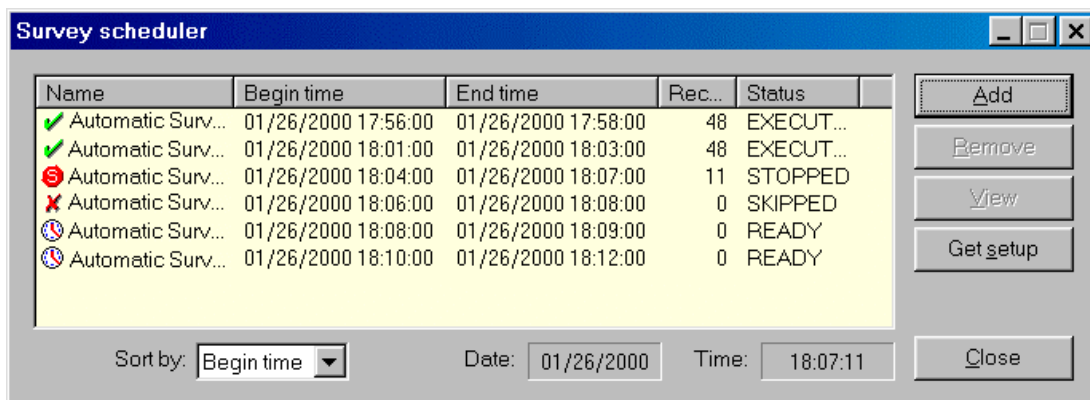 Survey scheduler
Name Begin time End time Rec... Status
Automatic Surv... 01/26/2000 17:56:00 01/26/2000 17:58:00 48 EXECUT...
Automatic Surv... 01/26/2000 18:01:00 01/26/2000 18:03:00 48 EXECUT...
Automatic Surv... 01/26/2000 18:04:00 01/26/2000 18:07:00 11 STOPPED
Automatic Surv... 01/26/2000 18:06:00 01/26/2000 18:08:00 0 SKIPPED
Automatic Surv... 01/26/2000 18:08:00 01/26/2000 18:09:00 0 READY
Automatic Surv... 01/26/2000 18:10:00 01/26/2000 18:12:00 0 READY
Add
Remove
View
Get setup
Sort by: Begin time Date: 01/26/2000 Time: 18:07:11
Close